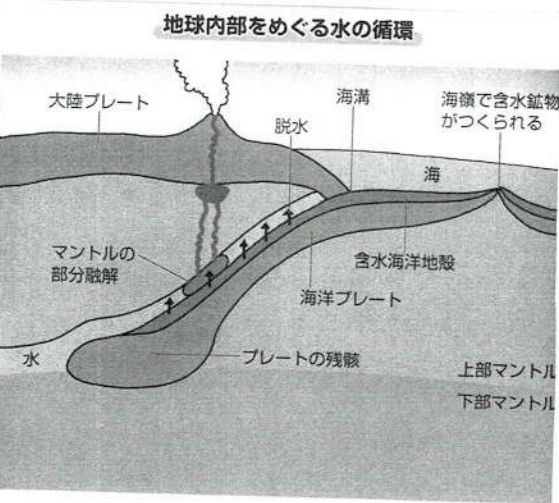 地球内部をめぐる水の循環
大陸プレート
海溝
海嶺で含水鉱物
がつくられる
脱水
海
マントルの
部分融解
含水海洋地殻
海洋プレート
水
プレートの残骸
上部マントル
下部マントル